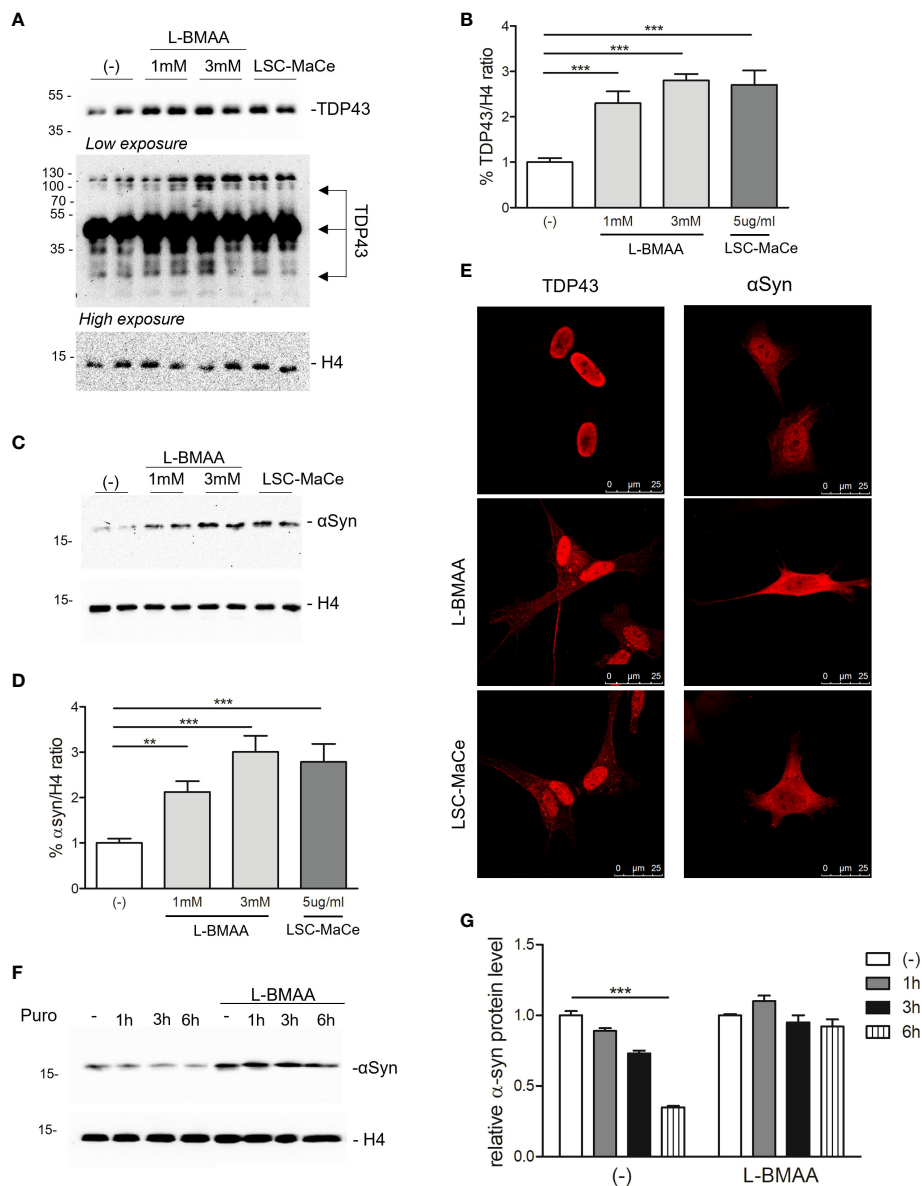 A
L-BMAA
(-) 1mM 3mM LSC-MaCe
55 -
-TDP43
35 -
Low exposure
130 -
100 -
70 -
55 -
35 -
TDP43
High exposure
15 -
- H4
B
% TDP43/H4 ratio
4
3
2
1
0
***
***
***
(-) 1mM 3mM 5ug/ml
L-BMAA LSC-MaCe
C
L-BMAA
(-) 1mM 3mM LSC-MaCe
- αSyn
15-
15-
- H4
D
% αsyn/H4 ratio
4
3
2
1
0
***
***
**
(-) 1mM 3mM 5ug/ml
L-BMAA LSC-MaCe
E
TDP43 αSyn
0 µm 25
0 µm 25
L-BMAA
0 µm 25
0 µm 25
LSC-MaCe
0 µm 25
0 µm 25
F
L-BMAA
Puro - 1h 3h 6h - 1h 3h 6h
15-
-αSyn
15-
- H4
G
relative α-syn protein level
1.5
1.0
0.5
0.0
***
(-) L-BMAA
(-)
1h
3h
6h